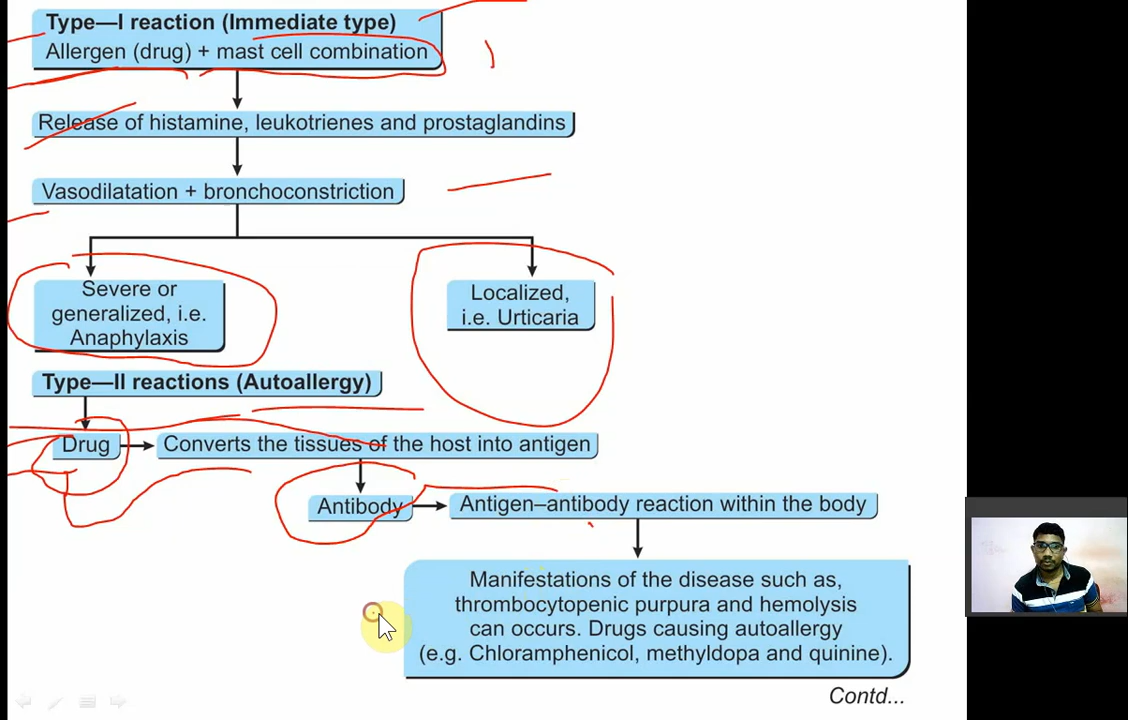 Type—I reaction (Immediate type)
Allergen (drug) + mast cell combination
Release of histamine, leukotrienes and prostaglandins
Vasodilatation + bronchoconstriction
Severe or
generalized, i.e.
Anaphylaxis
Localized,
i.e. Urticaria
Type—II reactions (Autoallergy)
Drug
Converts the tissues of the host into antigen
Antibody
Antigen–antibody reaction within the body
Manifestations of the disease such as,
thrombocytopenic purpura and hemolysis
can occurs. Drugs causing autoallergy
(e.g. Chloramphenicol, methyldopa and quinine).
Contd...